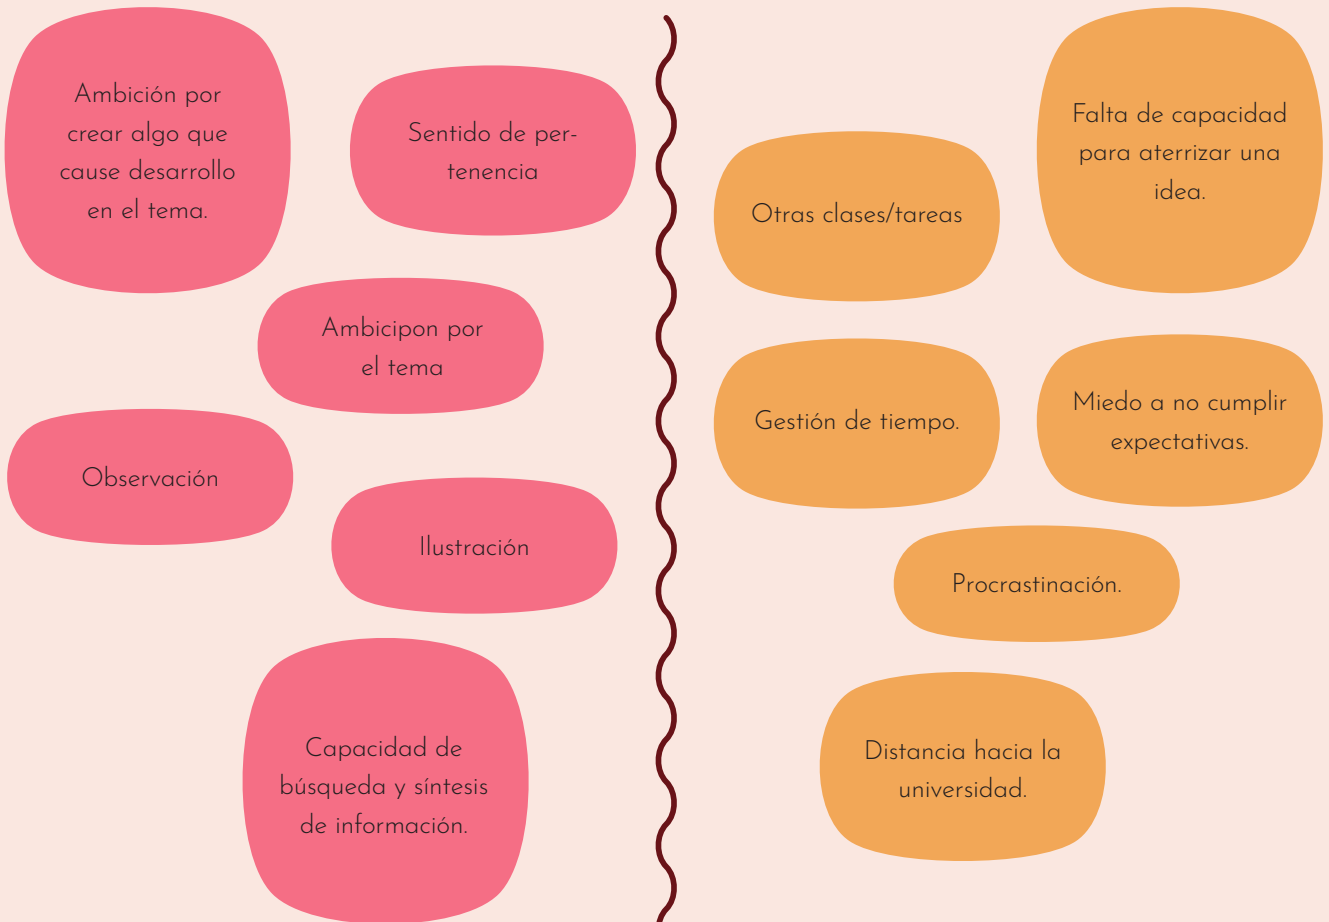 Ambición por
crear algo que
cause desarrollo
en el tema.
Sentido de per-
tenencia
Ambicipon por
el tema
Observación
Ilustración
Capacidad de
búsqueda y síntesis
de información.
Falta de capacidad
para aterrizar una
idea.
Otras clases/tareas
Gestión de tiempo.
Miedo a no cumplir
expectativas.
Procrastinación.
Distancia hacia la
universidad.